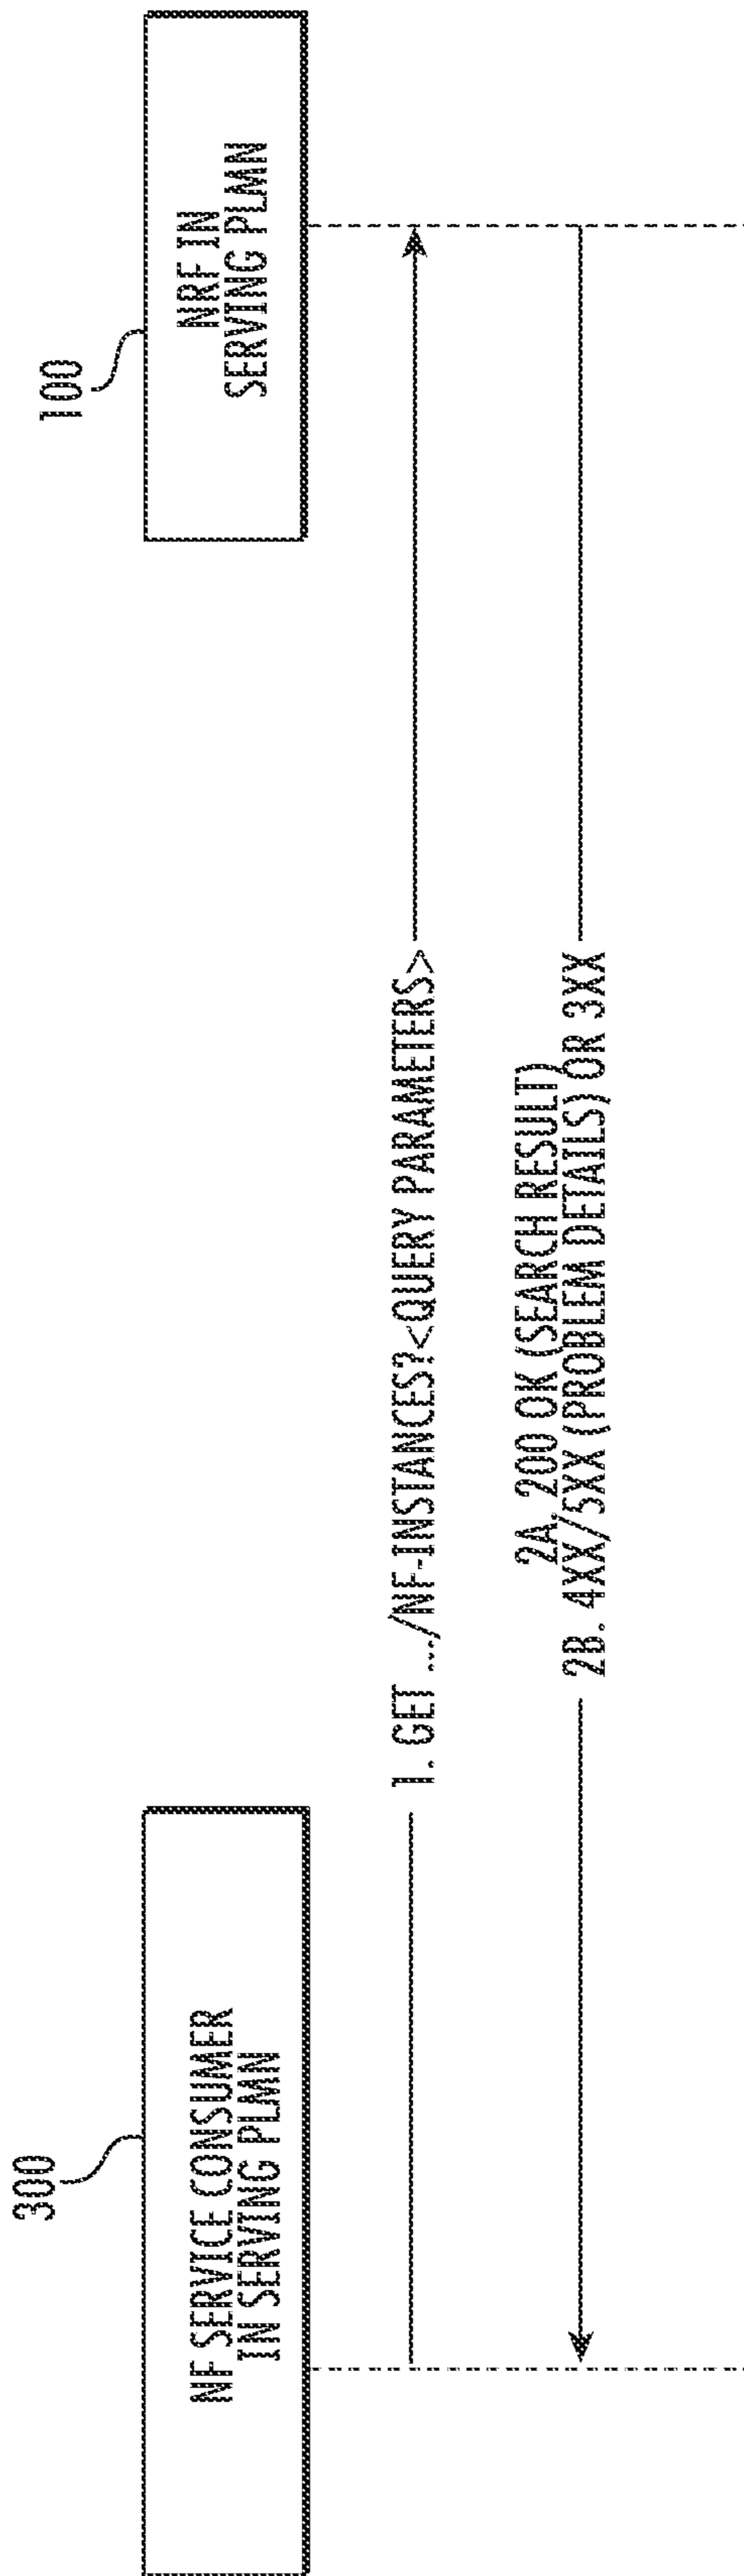 300
NF SERVICE CONSUMER
IN SERVING PLMN
100
NRF IN
SERVING PLMN
1. GET .../NF-INSTANCES?<QUERY PARAMETERS>
2A. 200 OK (SEARCH RESULT)
2B. 4XX/5XX (PROBLEM DETAILS) OR 3XX